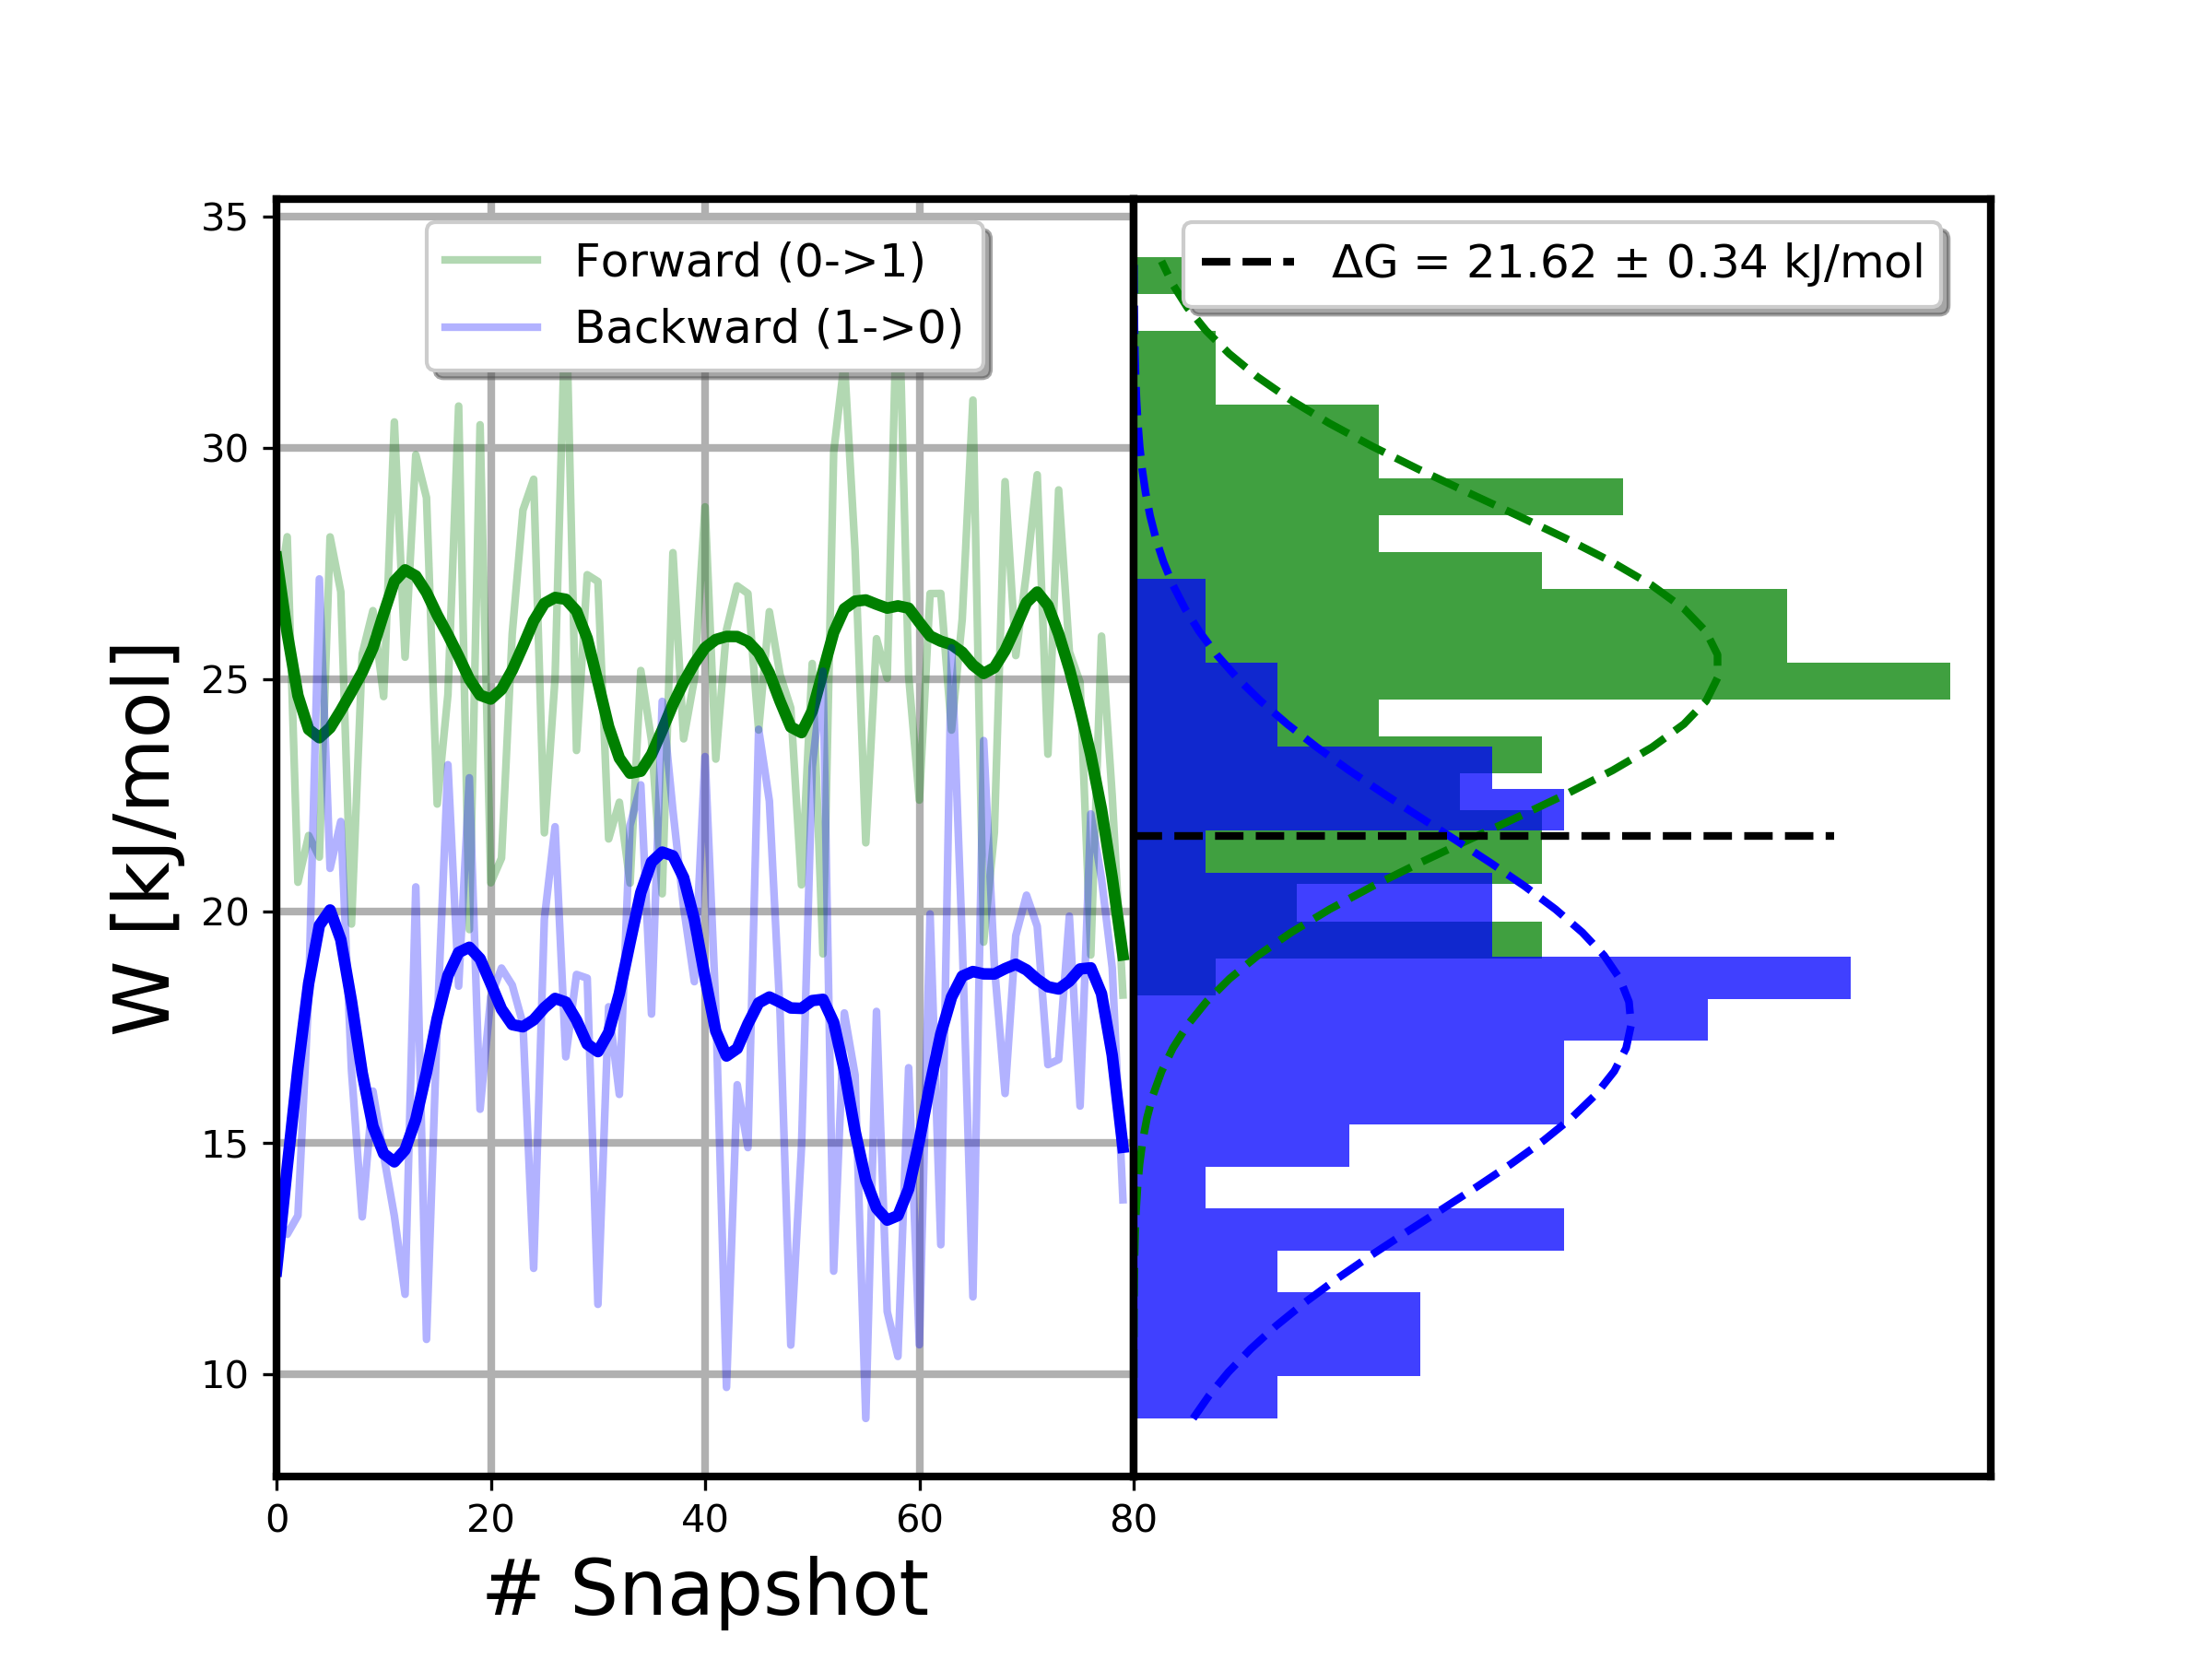 Forward (0->1)
Backward (1->0)
ΔG = 21.62 ± 0.34 kJ/mol
W [kJ/mol]
35
30
25
20
15
10
0
20
40
60
80
# Snapshot